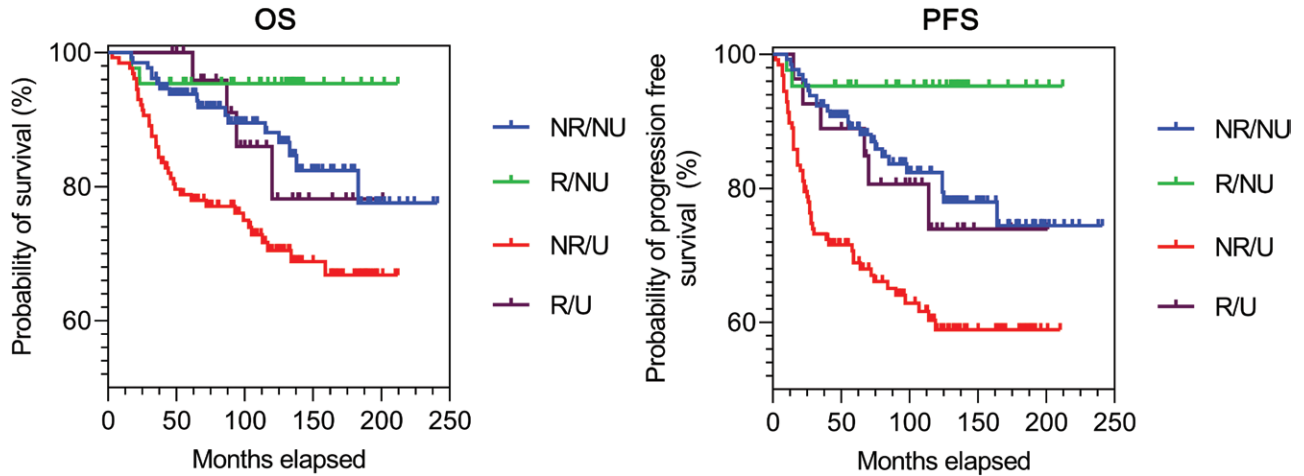 OS
Probability of survival (%)
100
80
60
0
50
100
150
200
250
Months elapsed
NR/NU
R/NU
NR/U
R/U
PFS
Probability of progression free
survival (%)
100
80
60
0
50
100
150
200
250
Months elapsed
NR/NU
R/NU
NR/U
R/U